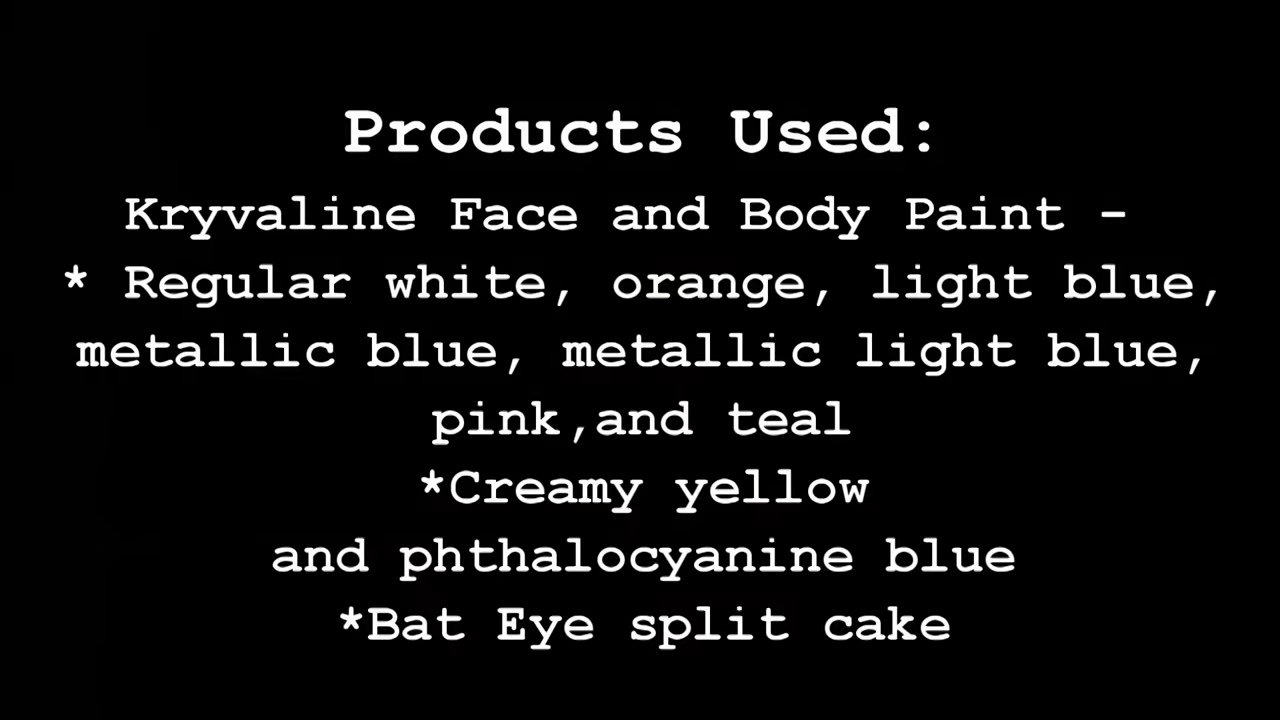 Products Used:
Kryvaline Face and Body Paint -
* Regular white, orange, light blue,
metallic blue, metallic light blue,
pink,and teal
*Creamy yellow
and phthalocyanine blue
*Bat Eye split cake